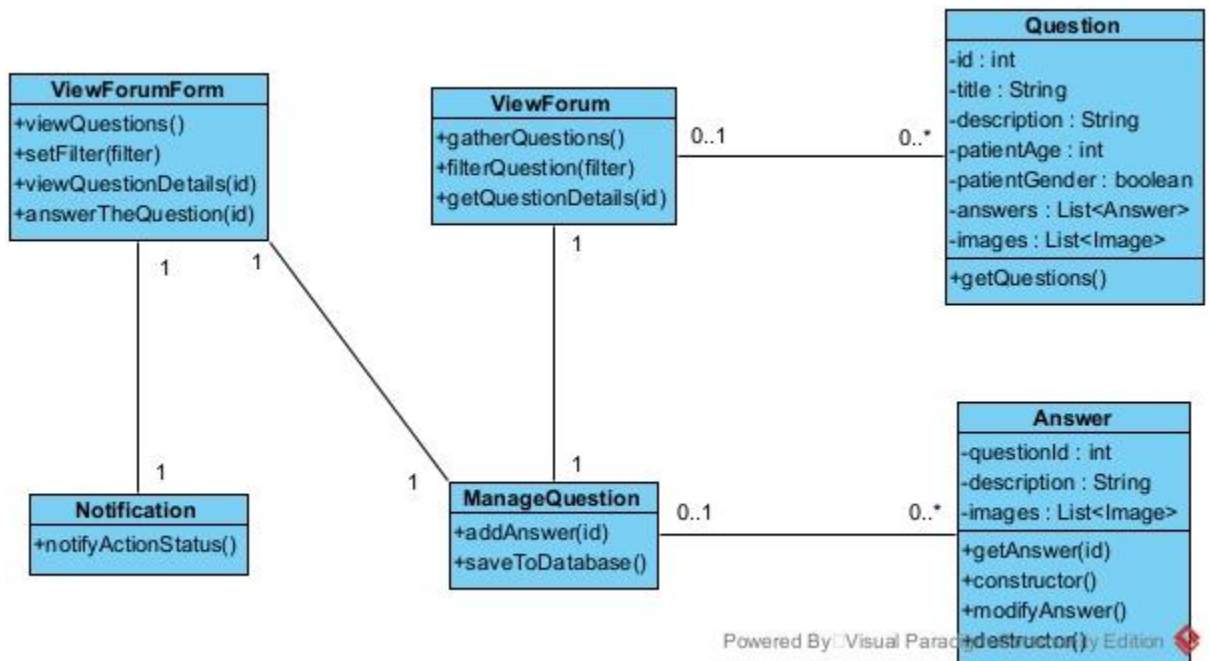 ViewForumForm
+viewQuestions()
+setFilter(filter)
+viewQuestionDetails(id)
+answerTheQuestion(id)
1
1
1
Notification
+notifyActionStatus()
1
ViewForum
+gatherQuestions()
+filterQuestion(filter)
+getQuestionDetails(id)
0..1
0..*
1
1
ManageQuestion
+addAnswer(id)
+saveToDatabase()
0..1
0..*
Question
-id : int
-title : String
-description : String
-patientAge : int
-patientGender : boolean
-answers : List<Answer>
-images : List<Image>
+getQuestions()
Answer
-questionId : int
-description : String
-images : List<Image>
+getAnswer(id)
+constructor()
+modifyAnswer()
+destructor()
Powered By Visual Edition